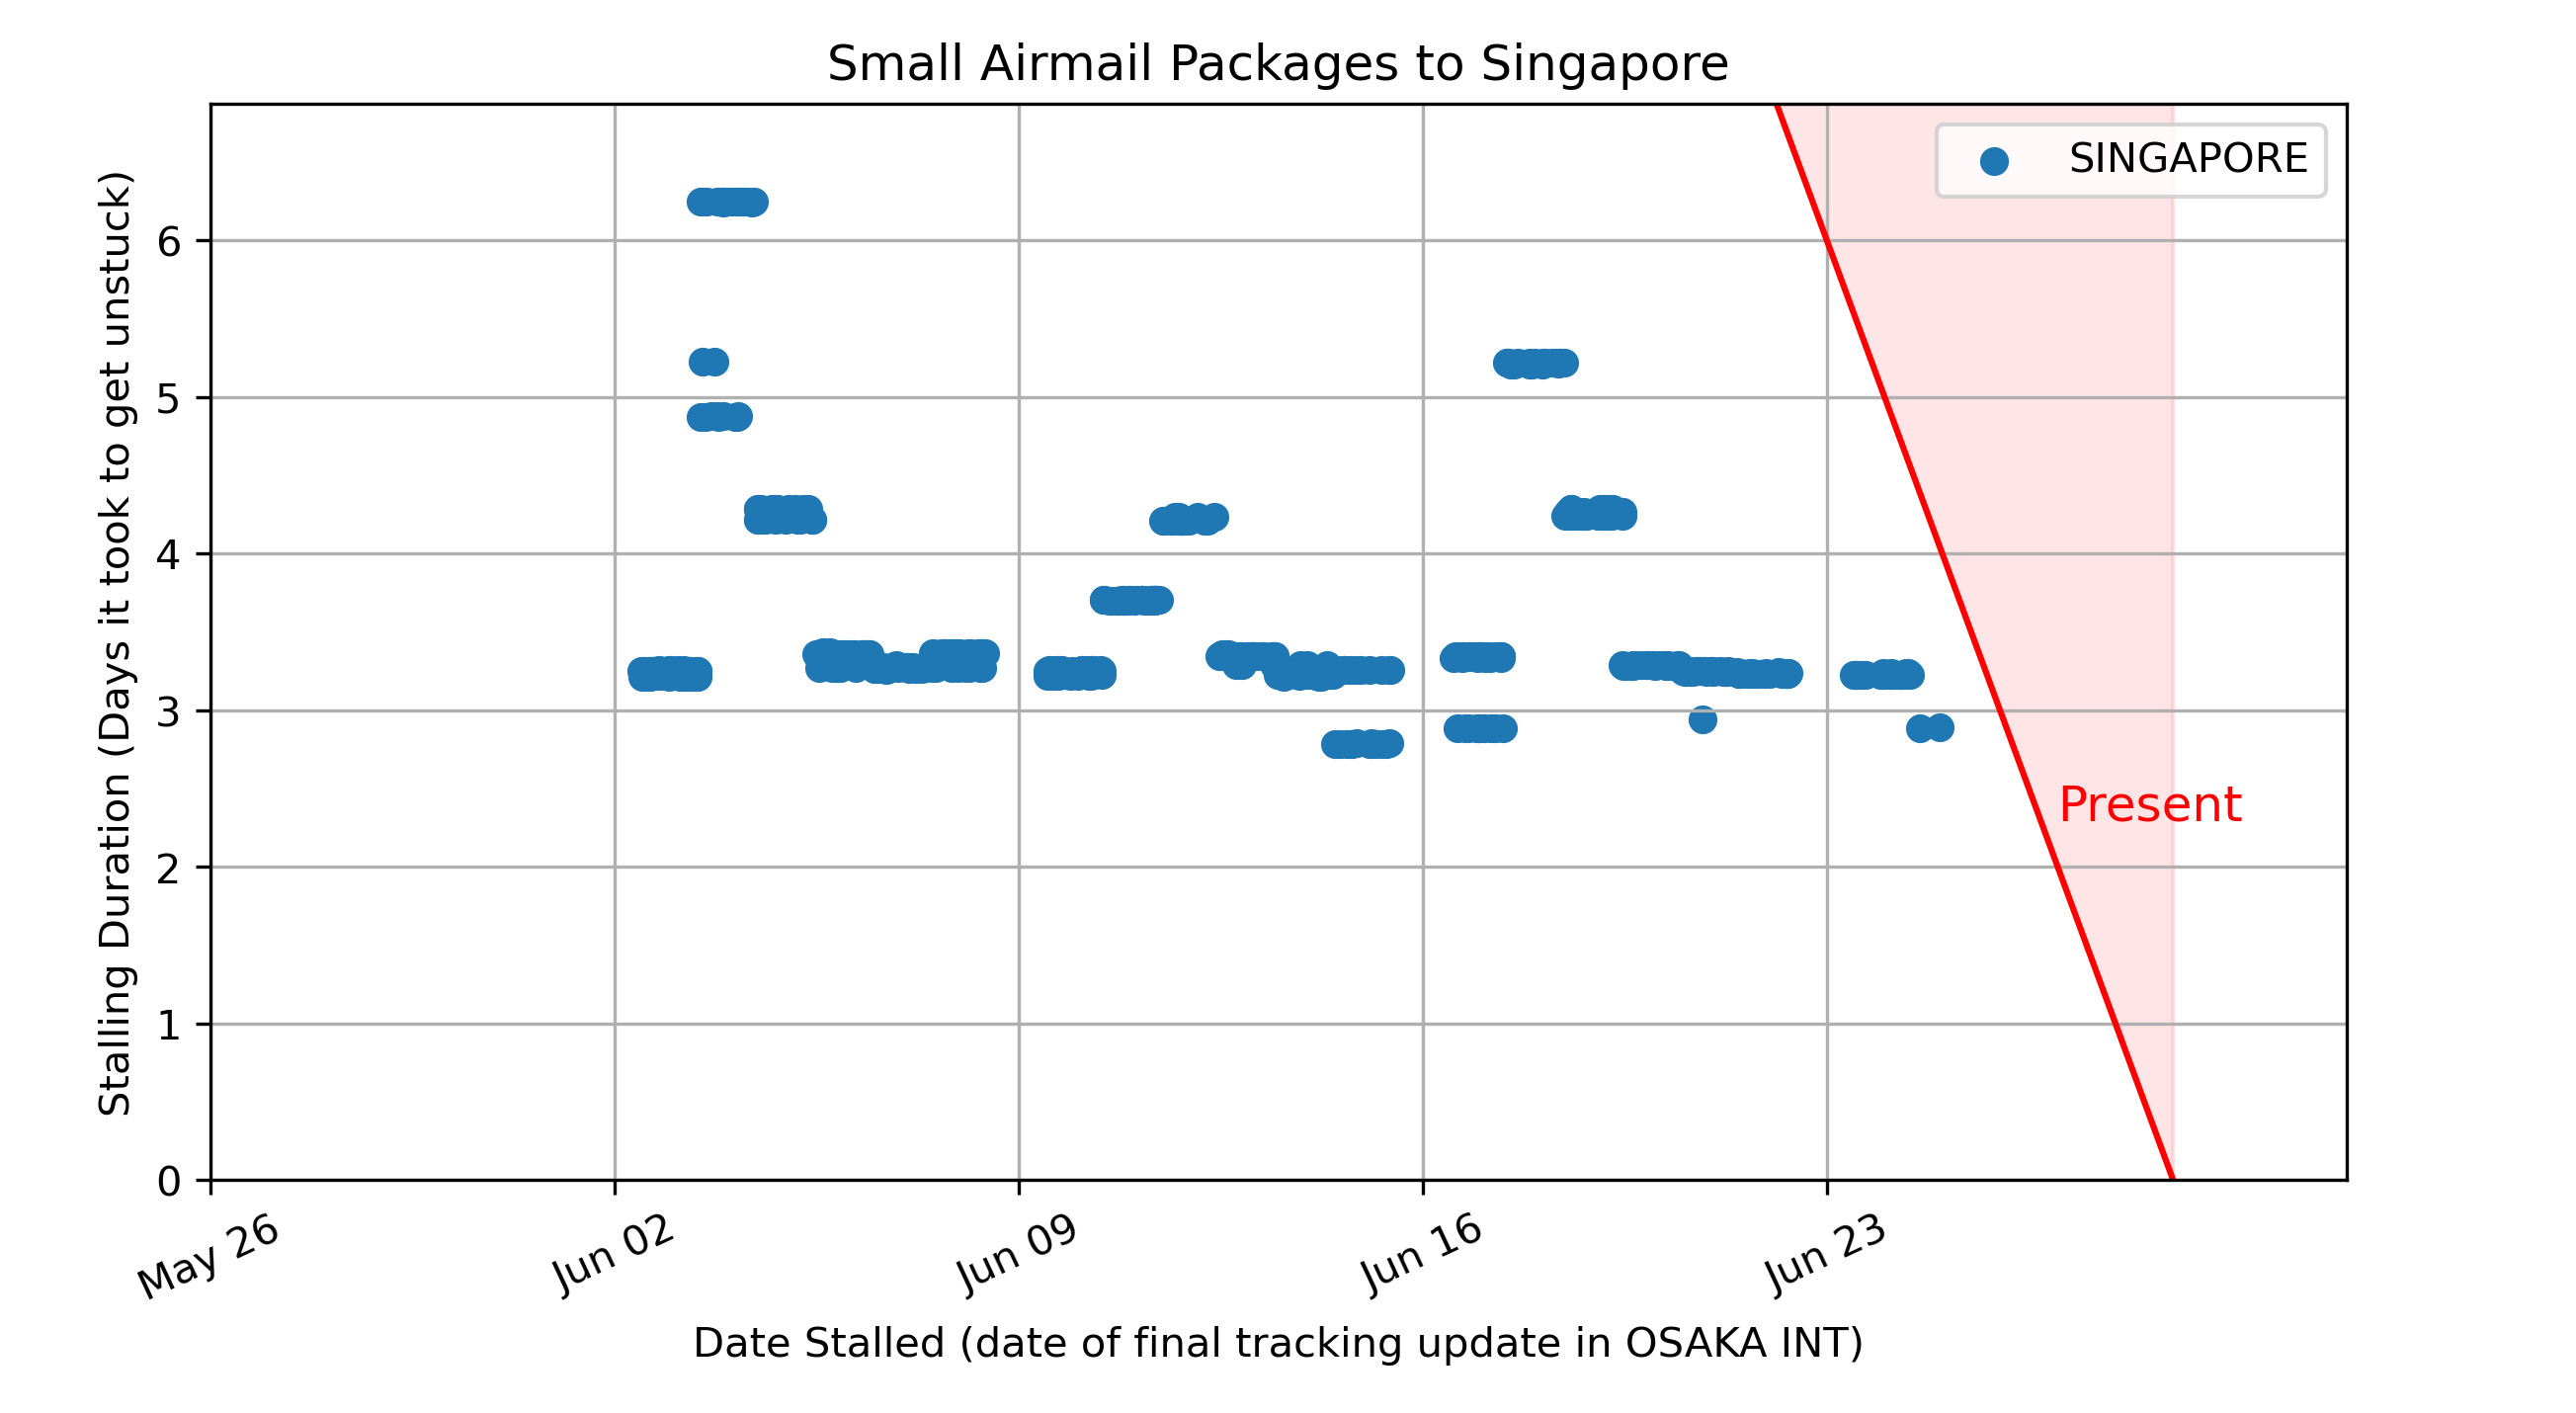 Small Airmail Packages to Singapore
SINGAPORE
Stalling Duration (Days it took to get unstuck)
6
5
4
3
2
1
0
Present
May 26
Jun 02
Jun 09
Jun 16
Jun 23
Date Stalled (date of final tracking update in OSAKA INT)